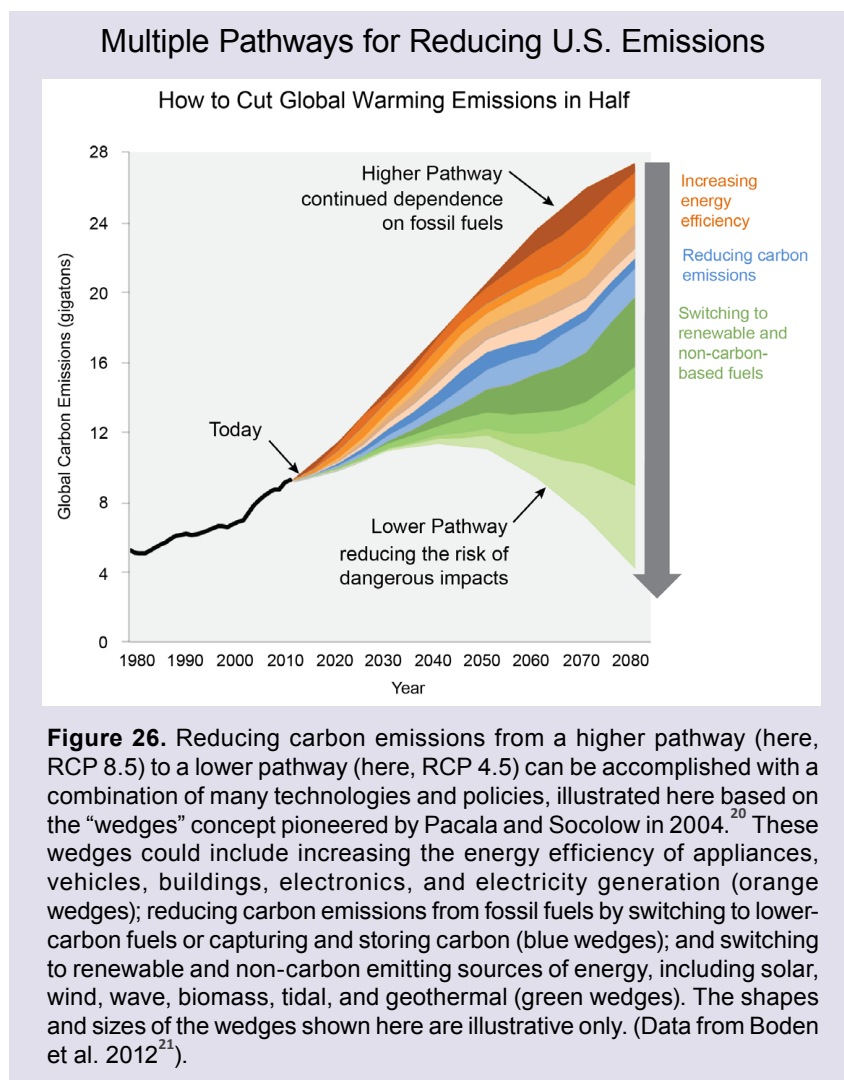 Multiple Pathways for Reducing U.S. Emissions
How to Cut Global Warming Emissions in Half
28
24
20
16
12
8
4
0
Global Carbon Emissions (gigatons)
Higher Pathway
continued dependence
on fossil fuels
Today
Lower Pathway
reducing the risk of
dangerous impacts
Increasing
energy
efficiency
Reducing carbon
emissions
Switching to
renewable and
non-carbon-
based fuels
1980 1990 2000 2010 2020 2030 2040 2050 2060 2070 2080
Year
Figure 26. Reducing carbon emissions from a higher pathway (here,
RCP 8.5) to a lower pathway (here, RCP 4.5) can be accomplished with a
combination of many technologies and policies, illustrated here based on
the “wedges” concept pioneered by Pacala and Socolow in 2004.20 These
wedges could include increasing the energy efficiency of appliances,
vehicles, buildings, electronics, and electricity generation (orange
wedges); reducing carbon emissions from fossil fuels by switching to lower-
carbon fuels or capturing and storing carbon (blue wedges); and switching
to renewable and non-carbon emitting sources of energy, including solar,
wind, wave, biomass, tidal, and geothermal (green wedges). The shapes
and sizes of the wedges shown here are illustrative only. (Data from Boden
et al. 201221).